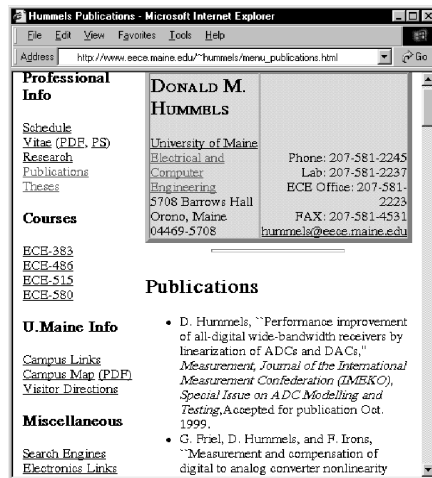 Hummels Publications - Microsoft Internet Explorer
File Edit View Favorites Tools Help
Address http://www.eece.maine.edu/~hummels/menu_publications.html Go
Professional
Info
Schedule
Vitae (PDF, PS)
Research
Publications
Theses
Courses
ECE-383
ECE-486
ECE-515
ECE-580
U.Maine Info
Campus Links
Campus Map (PDF)
Visitor Directions
Miscellaneous
Search Engines
Electronics Links
DONALD M.
HUMMELS
University of Maine
Electrical and
Computer
Engineering
5708 Barrows Hall
Orono, Maine
04469-5708
Phone: 207-581-2245
Lab: 207-581-2237
ECE Office: 207-581-
2223
FAX: 207-581-4531
hummels@eece.maine.edu
Publications
• D. Hummels, ``Performance improvement
of all-digital wide-bandwidth receivers by
linearization of ADCs and DACs,''
Measurement, Journal of the International
Measurement Confederation (IMEKO),
Special Issue on ADC Modelling and
Testing,Accepted for publication Oct.
1999.
• G. Friel, D. Hummels, and F. Irons,
``Measurement and compensation of
digital to analog converter nonlinearity